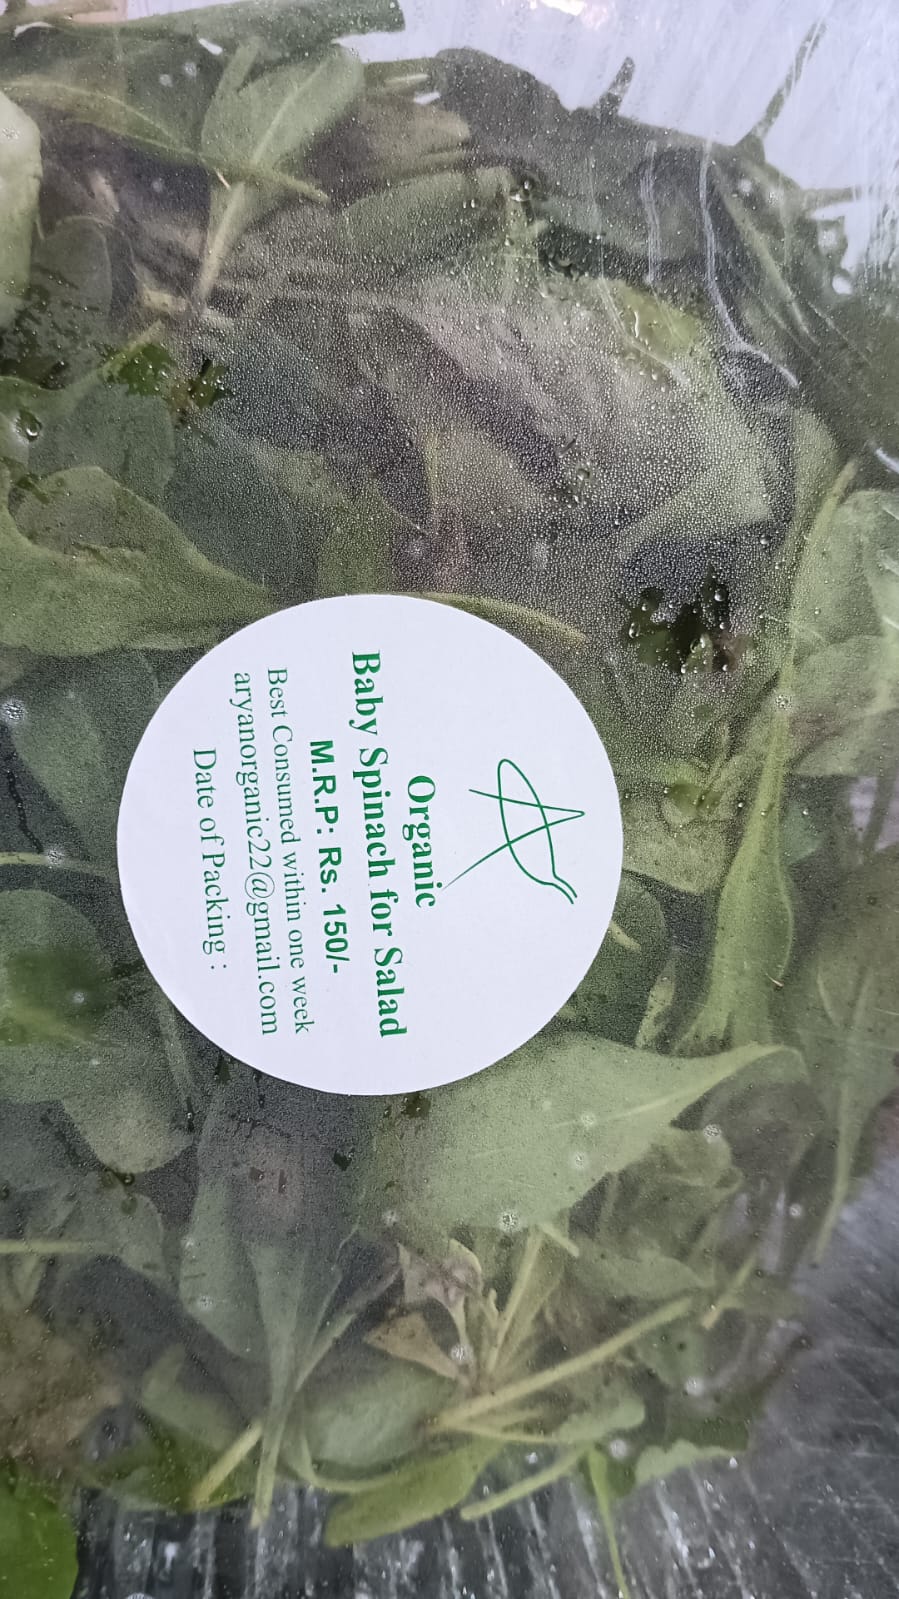 Organic
Baby Spinach for Salad
M.R.P: Rs. 150/-
Best Consumed within one week
aryanorganic22@gmail.com
Date of Packing :